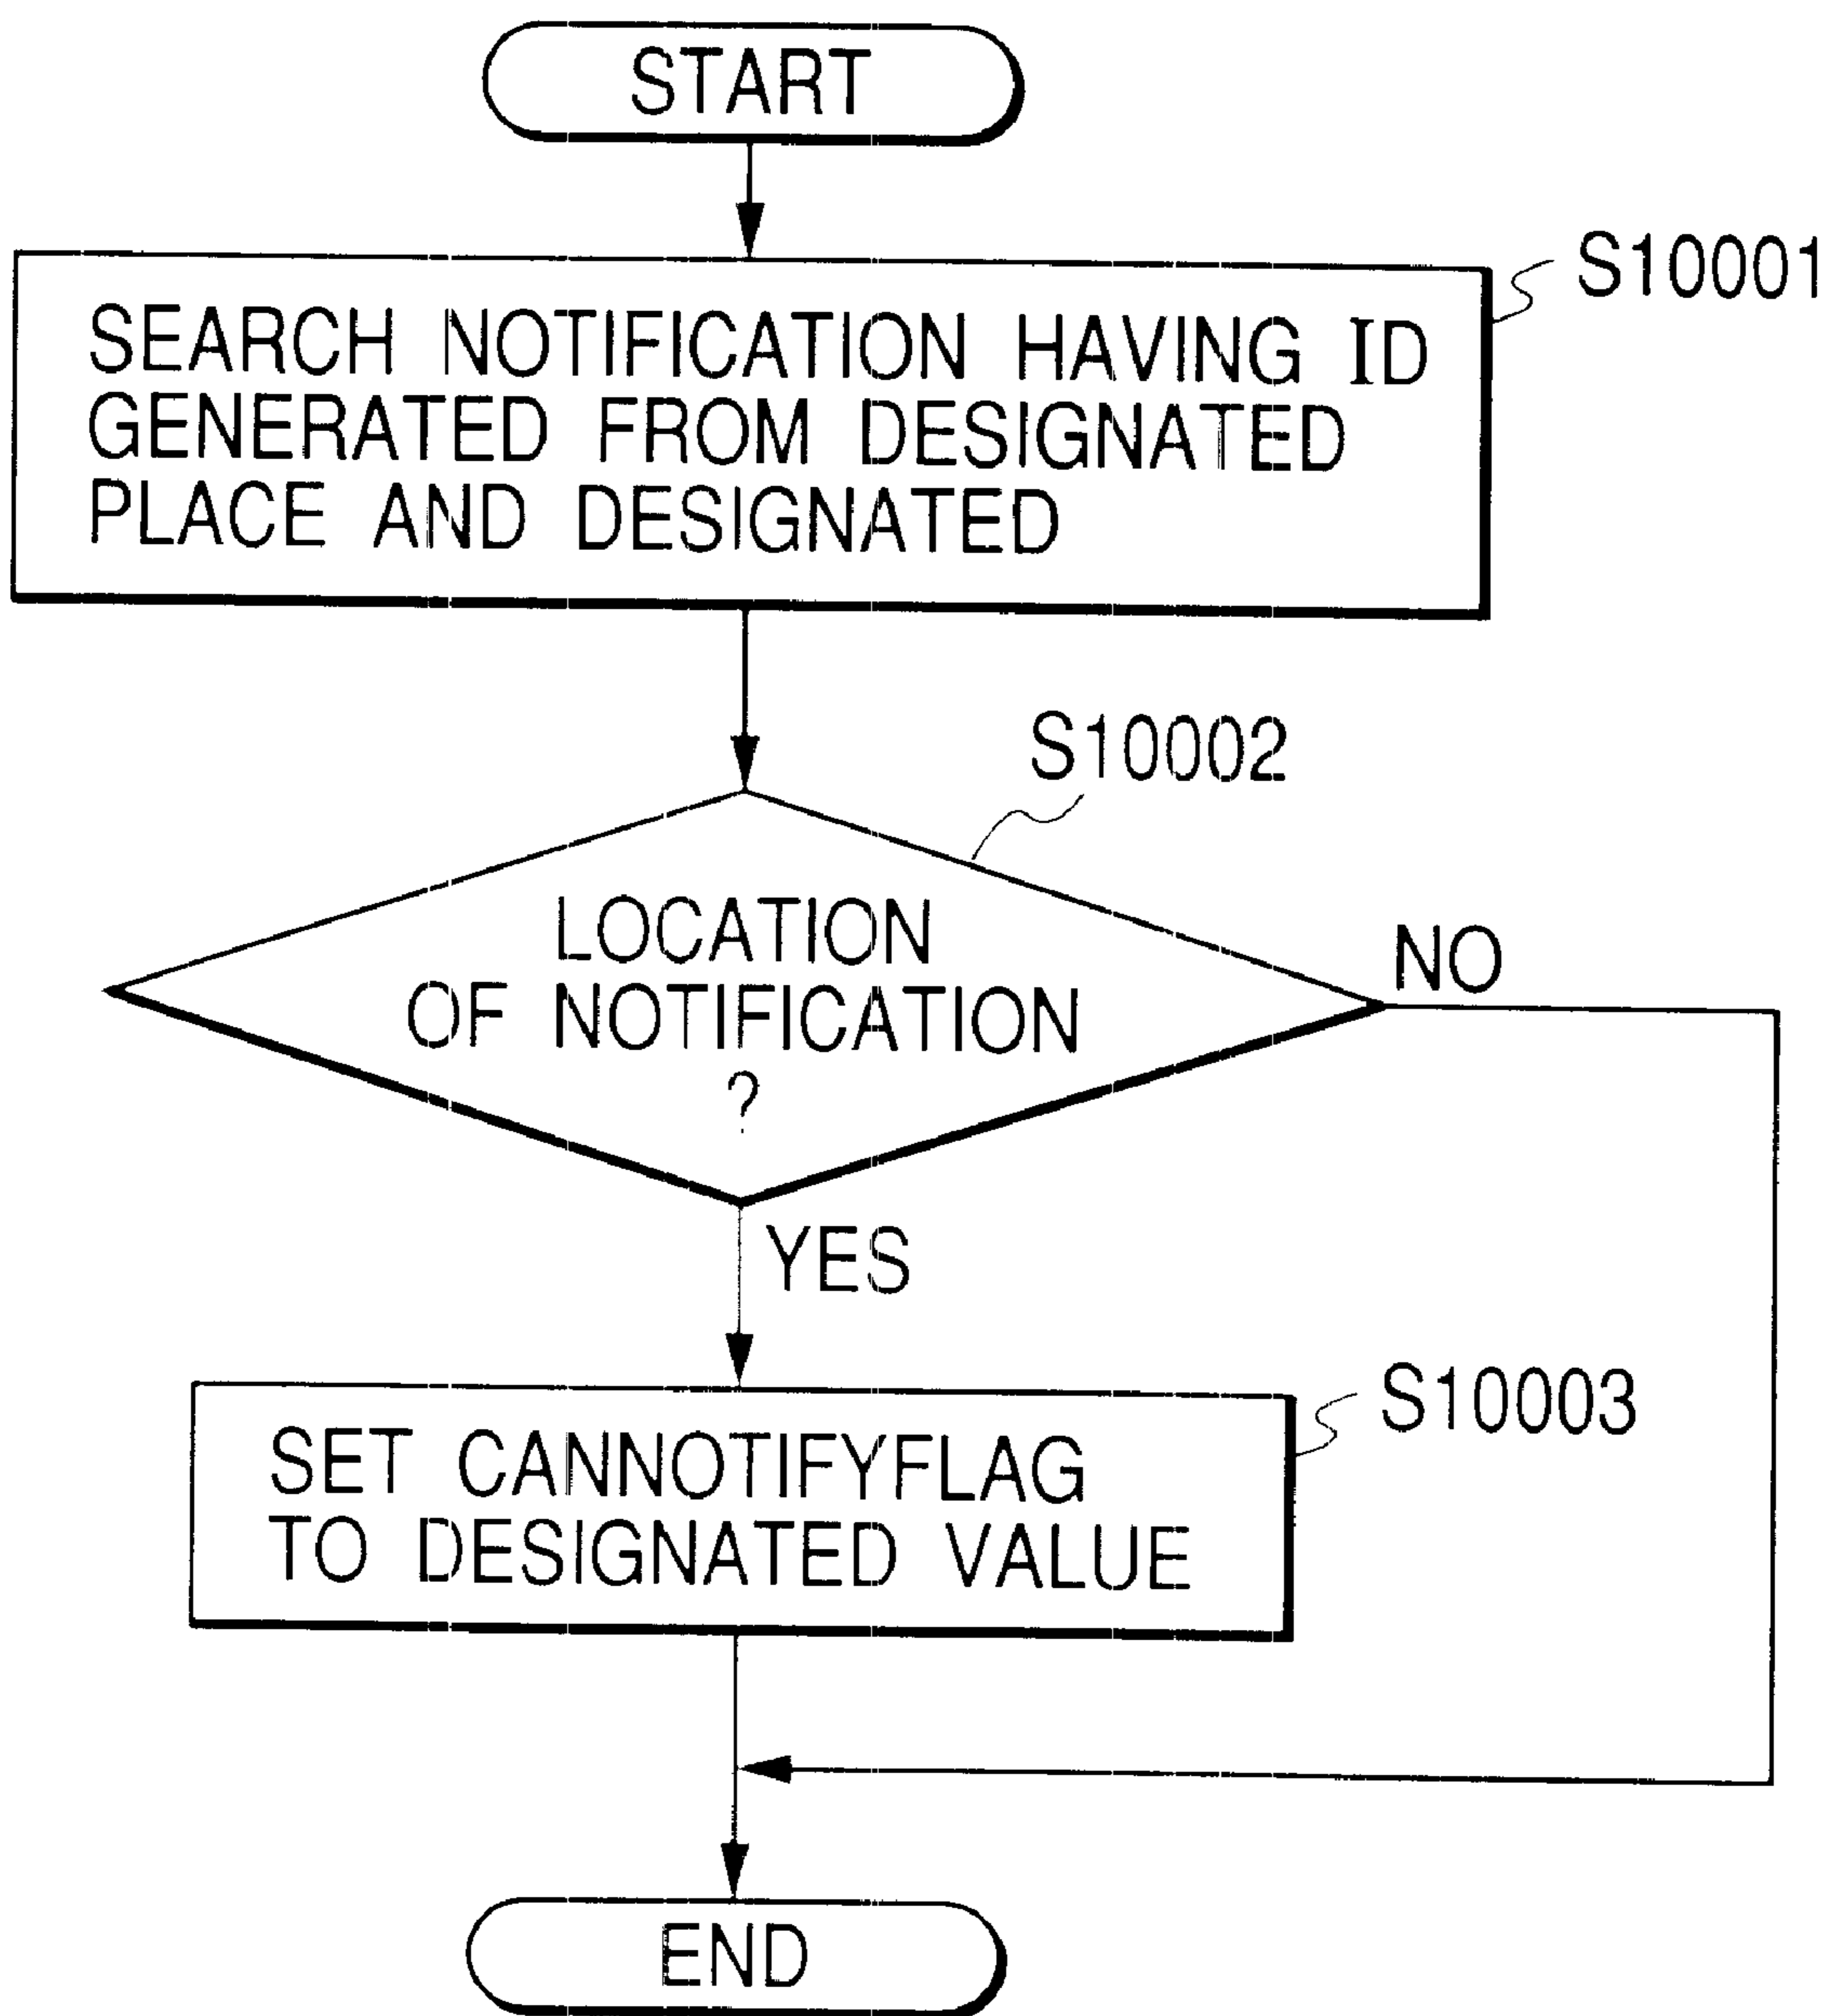 START
S10001
SEARCH NOTIFICATION HAVING ID
GENERATED FROM DESIGNATED
PLACE AND DESIGNATED
S10002
LOCATION
OF NOTIFICATION
?
NO
YES
S10003
SET CANNOTIFYFLAG
TO DESIGNATED VALUE
END